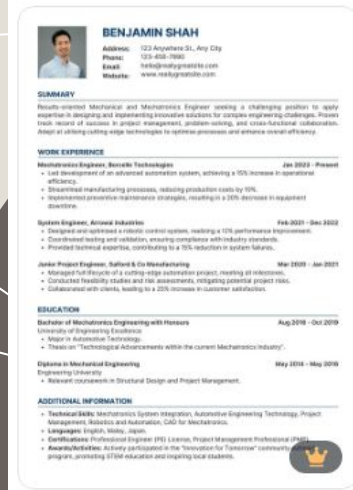 BENJAMIN SHAH
Address: 123 Anywhere St., Any City
Phone: 123-456-7890
Email: hello@reallygreatsite.com
Website: www.reallygreatsite.com
SUMMARY
Results-oriented Mechanical and Mechatronics Engineer seeking a challenging position to apply
expertise in designing and implementing innovative solutions for complex engineering challenges. Proven
track record of success in project management, problem-solving, and cross-functional collaboration.
Adept at utilizing cutting-edge technologies to optimise processes and enhance overall efficiency.
WORK EXPERIENCE
Mechatronics Engineer, Borcelle Technologies Jan 2023 - Present
• Led development of an advanced automation system, achieving a 15% increase in operational
efficiency.
• Streamlined manufacturing processes, reducing production costs by 10%.
• Implemented preventive maintenance strategies, resulting in a 20% decrease in equipment
downtime.
System Engineer, Arrowai Industries Feb 2021 - Dec 2022
• Designed and optimised a robotic control system, realizing a 12% performance improvement.
• Coordinated testing and validation, ensuring compliance with industry standards.
• Provided technical expertise, contributing to a 15% reduction in system failures.
Junior Project Engineer, Salford & Co Manufacturing Mar 2020 - Jan 2021
• Managed full lifecycle of a cutting-edge automation project, meeting all milestones.
• Conducted feasibility studies and risk assessments, mitigating potential project risks.
• Collaborated with clients, leading to a 20% increase in customer satisfaction.
EDUCATION
Bachelor of Mechatronics Engineering with Honours Aug 2016 - Oct 2019
University of Engineering Excellence
• Major in Automotive Technology.
• Thesis on "Technological Advancements within the current Mechatronics Industry".
Diploma in Mechanical Engineering May 2014 - May 2016
Engineering University
• Relevant coursework in Structural Design and Project Management.
ADDITIONAL INFORMATION
• Technical Skills: Mechatronics System Integration, Automotive Engineering Technology, Project
Management, Robotics and Automation, CAD for Mechatronics.
• Languages: English, Malay, Japan.
• Certifications: Professional Engineer (PE) License, Project Management Professional (PMP).
• Awards/Activities: Actively participated in the "Innovation for Tomorrow"
program, promoting STEM education and inspiring local students.